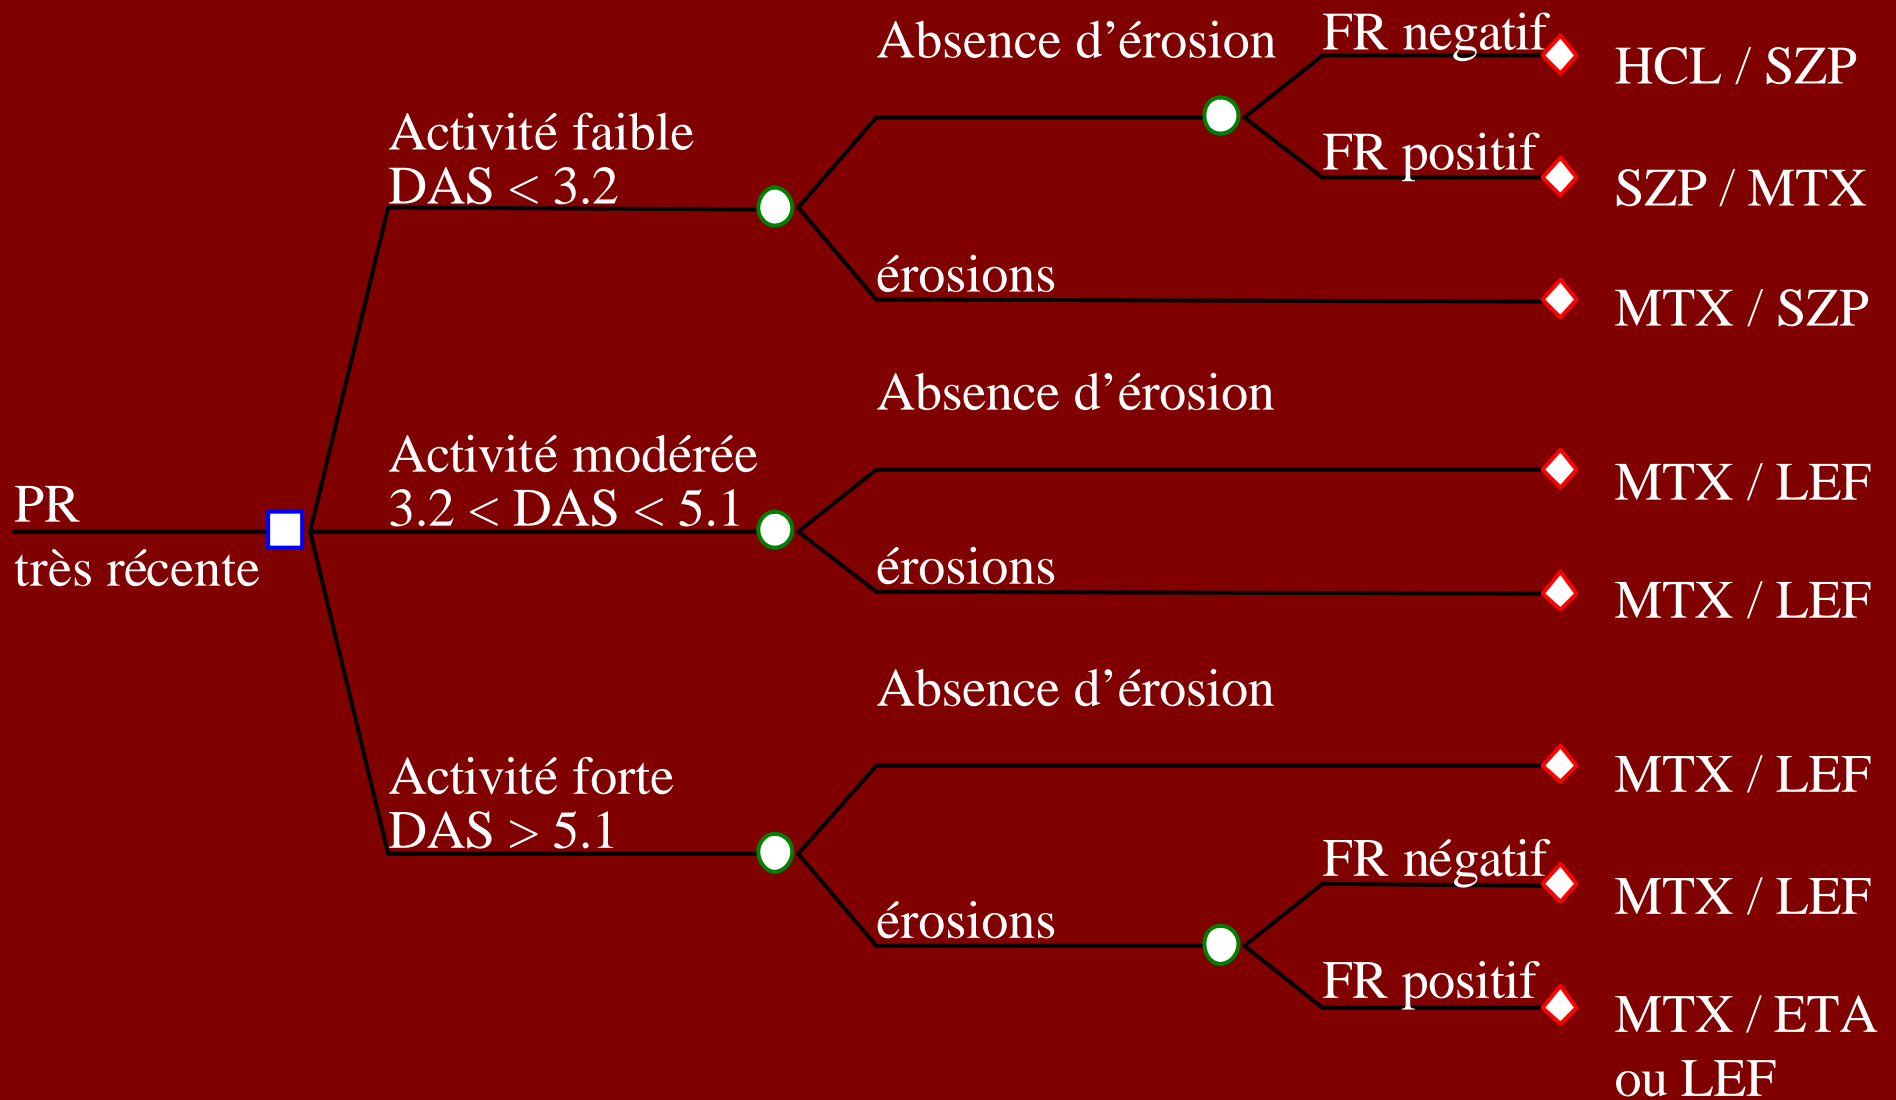 PR
très récente
Activité faible
DAS < 3.2
Absence d’érosion
FR negatif
HCL / SZP
FR positif
SZP / MTX
érosions
MTX / SZP
Activité modérée
3.2 < DAS < 5.1
Absence d’érosion
MTX / LEF
érosions
MTX / LEF
Activité forte
DAS > 5.1
Absence d’érosion
MTX / LEF
érosions
FR négatif
MTX / LEF
FR positif
MTX / ETA
ou LEF